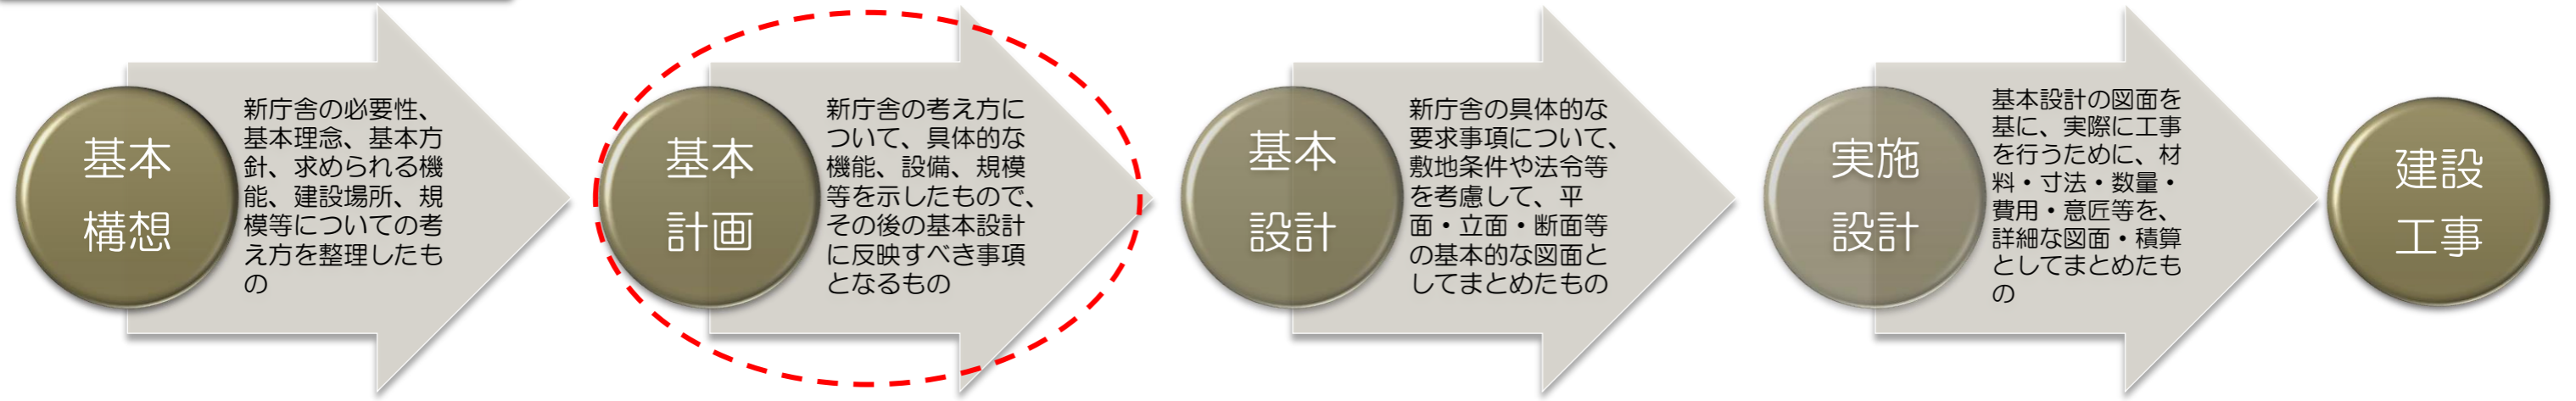 基本
構想
新庁舎の必要性、
基本理念、基本方
針、求められる機
能、建設場所、規
模等についての考
え方を整理したも
の
基本
計画
新庁舎の考え方に
ついて、具体的な
機能、設備、規模
等を示したもので、
その後の基本設計
に反映すべき事項
となるもの
基本
設計
新庁舎の具体的な
要求事項について、
敷地条件や法令等
を考慮して、平
面・立面・断面等
の基本的な図面と
してまとめたもの
実施
設計
基本設計の図面を
基に、実際に工事
を行うために、材
料・寸法・数量・
費用・意匠等を、
詳細な図面・積算
としてまとめたも
の
建設
工事